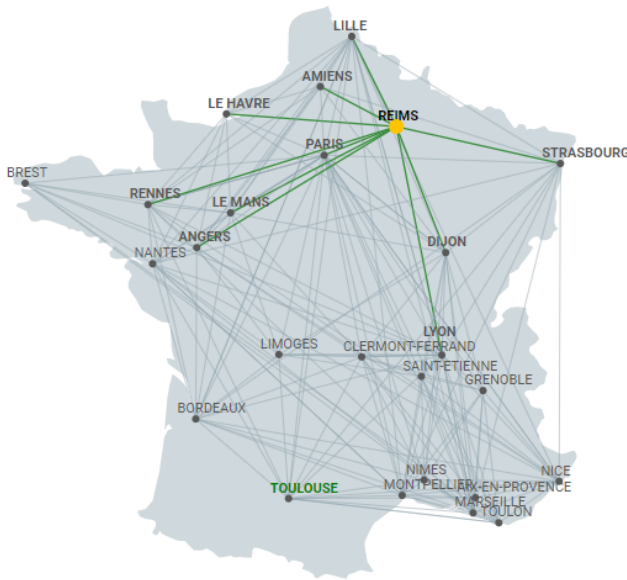 LILLE
AMIENS
LE HAVRE
REIMS
PARIS
STRASBOURG
BREST
RENNES
LE MANS
ANGERS
NANTES
DIJON
LYON
LIMOGES
CLERMONT-FERRAND
SAINT-ETIENNE
GRENOBLE
BORDEAUX
NIMES
NICE
MONTPELLIER
AIX-EN-PROVENCE
TOULOUSE
MARSEILLE
TOULON